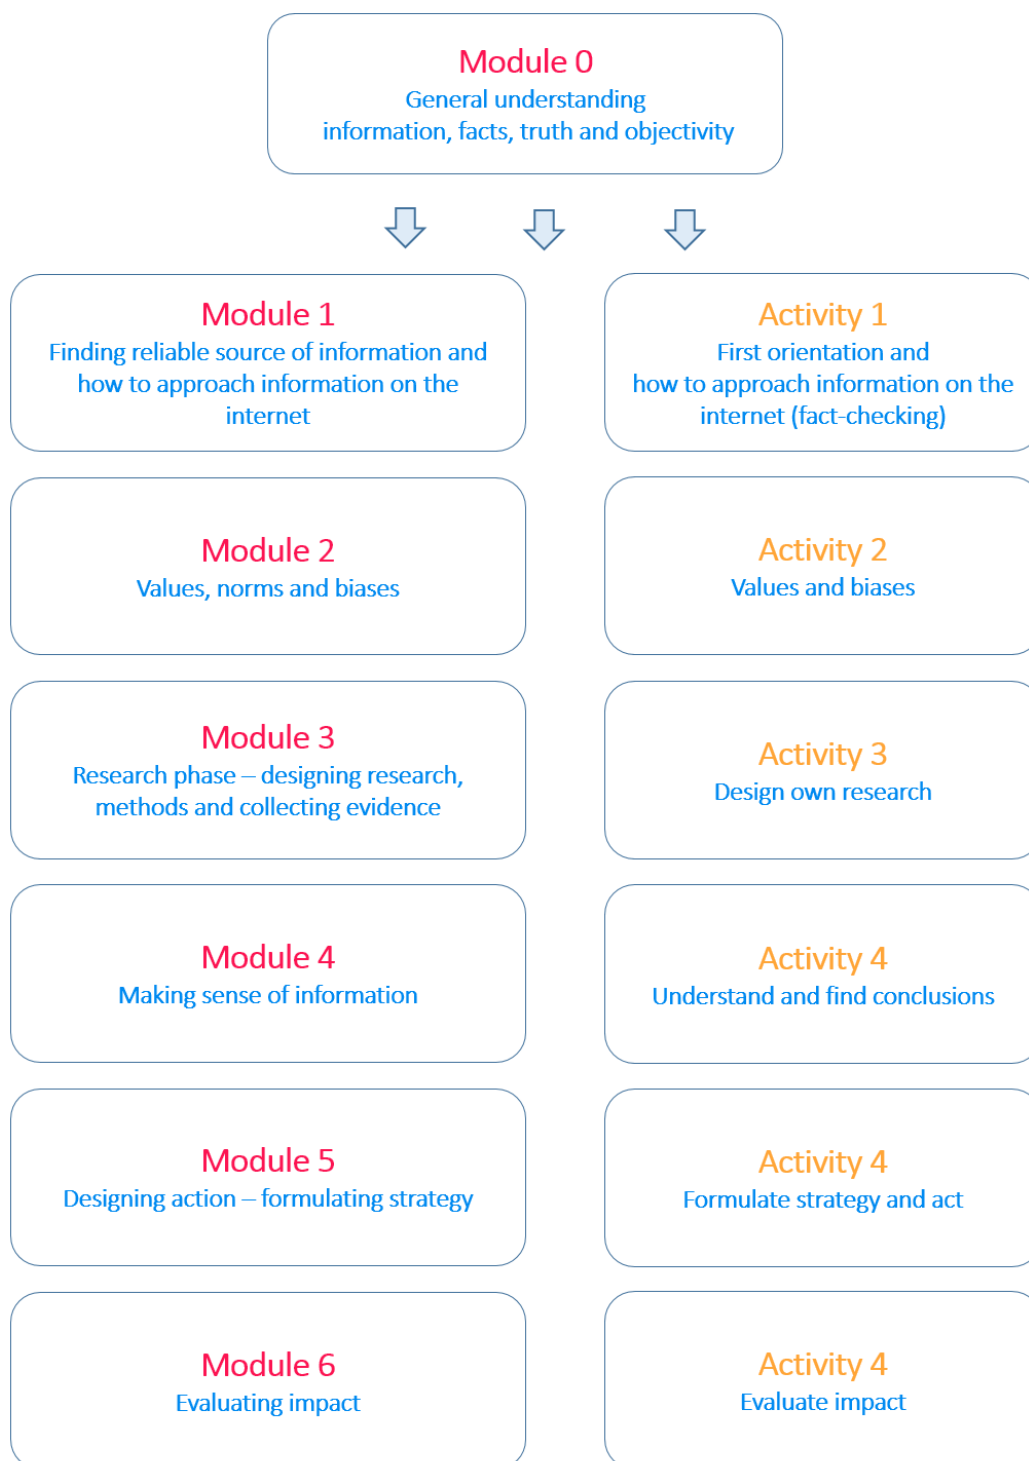 Module 0
General understanding
information, facts, truth and objectivity
Module 1
Finding reliable source of information and
how to approach information on the
internet
Activity 1
First orientation and
how to approach information on the
internet (fact-checking)
Module 2
Values, norms and biases
Activity 2
Values and biases
Module 3
Research phase – designing research,
methods and collecting evidence
Activity 3
Design own research
Module 4
Making sense of information
Activity 4
Understand and find conclusions
Module 5
Designing action – formulating strategy
Activity 4
Formulate strategy and act
Module 6
Evaluating impact
Activity 4
Evaluate impact